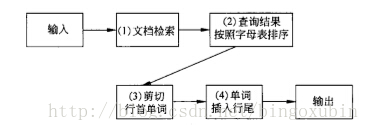 输入
(1)文档检索
(2)查询结果
按照字母表排序
(3)剪切
行首单词
(4)单词
插入行尾
输出